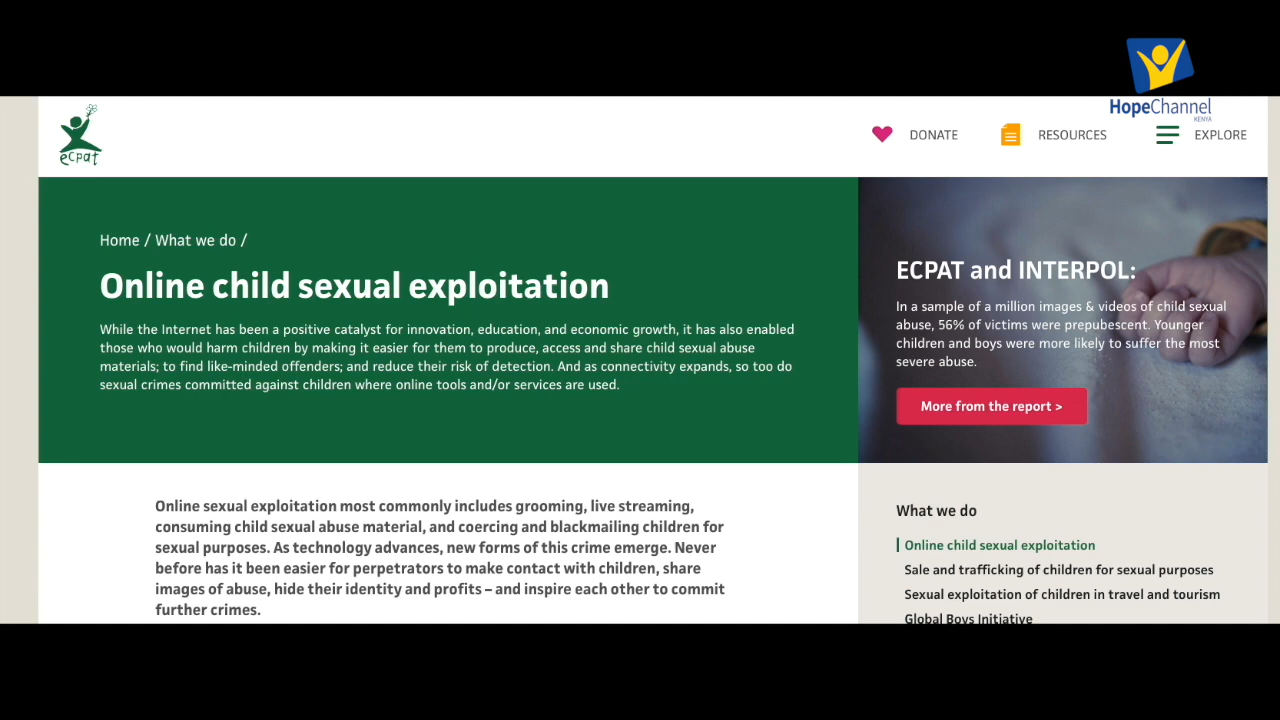 HopeChannel
KENYA
ecpat
DONATE
RESOURCES
EXPLORE
Home / What we do /
Online child sexual exploitation
While the Internet has been a positive catalyst for innovation, education, and economic growth, it has also enabled
those who would harm children by making it easier for them to produce, access and share child sexual abuse
materials; to find like-minded offenders; and reduce their risk of detection. And as connectivity expands, so too do
sexual crimes committed against children where online tools and/or services are used.
ECPAT and INTERPOL:
In a sample of a million images & videos of child sexual
abuse, 56% of victims were prepubescent. Younger
children and boys were more likely to suffer the most
severe abuse.
More from the report >
Online sexual exploitation most commonly includes grooming, live streaming,
consuming child sexual abuse material, and coercing and blackmailing children for
sexual purposes. As technology advances, new forms of this crime emerge. Never
before has it been easier for perpetrators to make contact with children, share
images of abuse, hide their identity and profits – and inspire each other to commit
further crimes.
What we do
Online child sexual exploitation
Sale and trafficking of children for sexual purposes
Sexual exploitation of children in travel and tourism
Global Boys Initiative